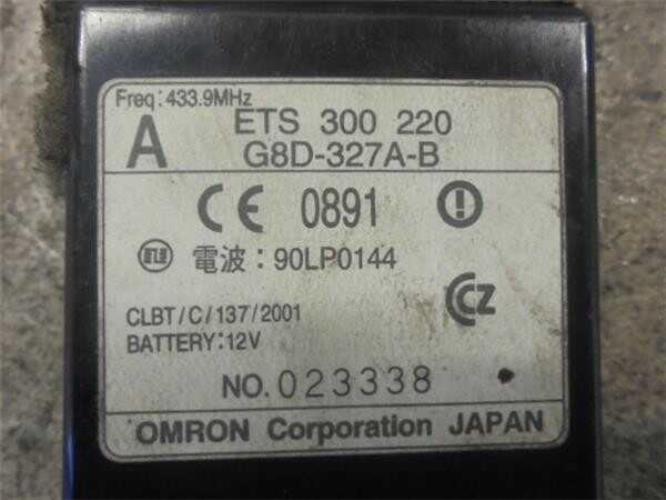 Freq:433.9MHz
A ETS 300 220
G8D-327A-B
CE 0891
電波：90LP0144
CCZ
CLBT/C/137/2001
BATTERY:12V
NO.023338
OMRON Corporation JAPAN